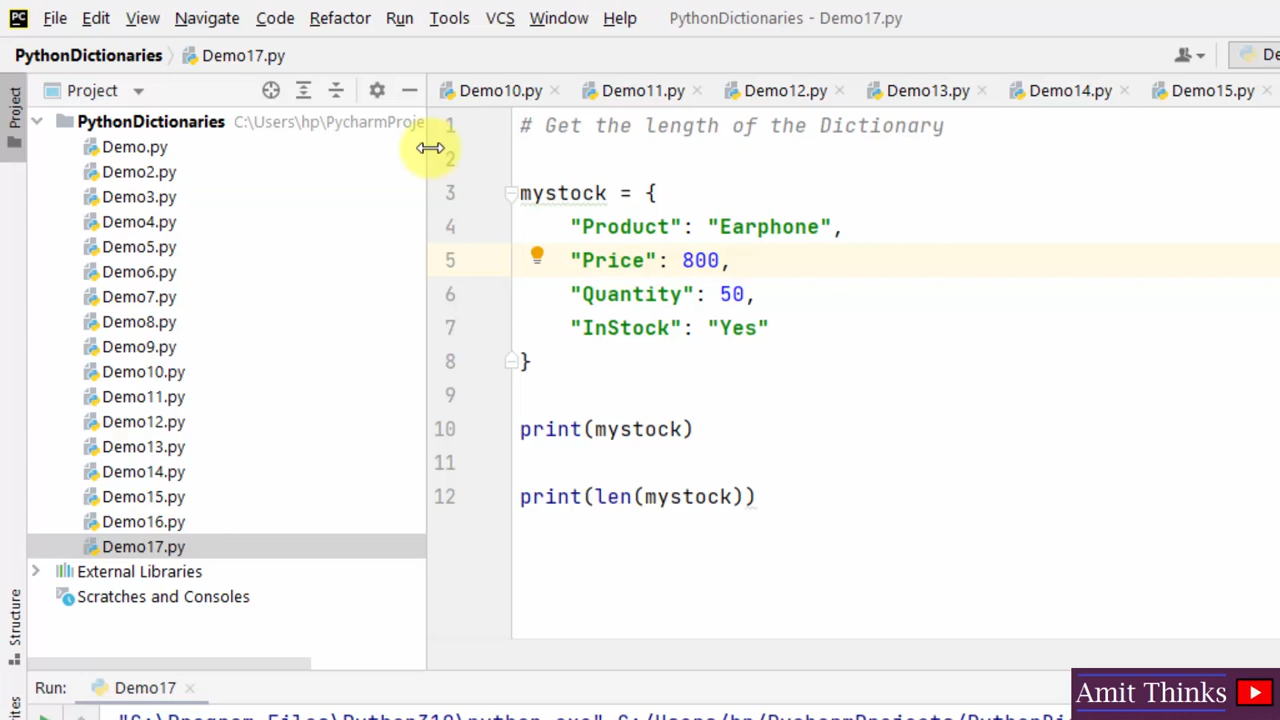 PC File Edit View Navigate Code Refactor Run Tools VCS Window Help PythonDictionaries - Demo17.py
PythonDictionaries Demo17.py
Project
Project
PythonDictionaries C:\Users\hp\PycharmProje
Demo.py
Demo2.py
Demo3.py
Demo4.py
Demo5.py
Demo6.py
Demo7.py
Demo8.py
Demo9.py
Demo10.py
Demo11.py
Demo12.py
Demo13.py
Demo14.py
Demo15.py
Demo16.py
Demo17.py
External Libraries
Scratches and Consoles
Structure
Demo10.py Demo11.py Demo12.py Demo13.py Demo14.py Demo15.py
1 # Get the length of the Dictionary
2
3 mystock = {
4 "Product": "Earphone",
5 "Price": 800,
6 "Quantity": 50,
7 "InStock": "Yes"
8 }
9
10 print(mystock)
11
12 print(len(mystock))
Run: Demo17
Amit Thinks